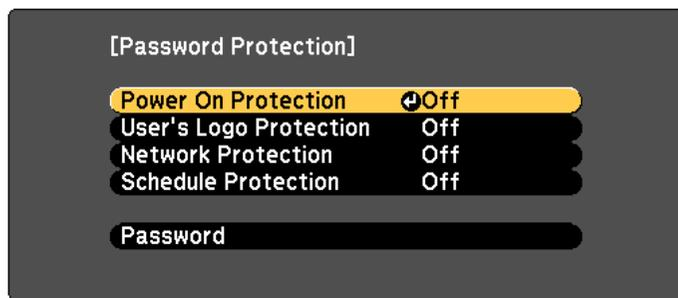 [Password Protection]
Power On Protection Off
User's Logo Protection Off
Network Protection Off
Schedule Protection Off
Password